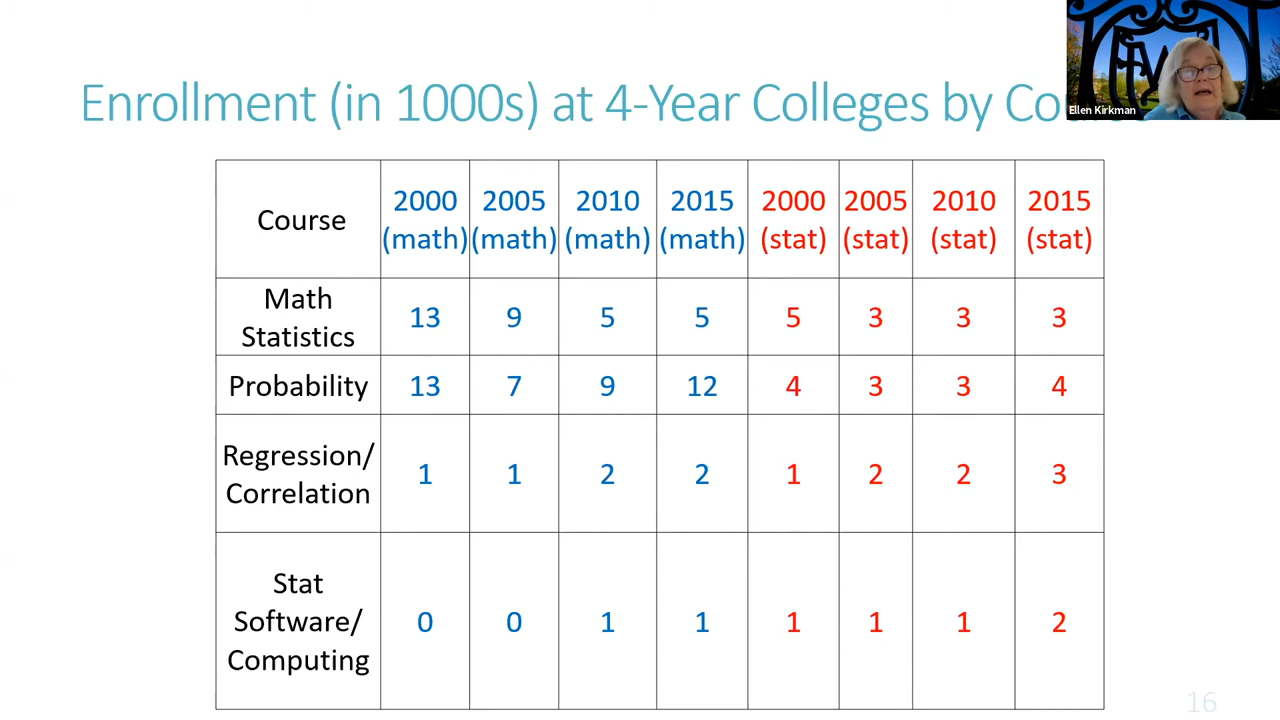 Enrollment (in 1000s) at 4-Year Colleges by
Ellen Kirkman
Course 2000 (math) 2005 (math) 2010 (math) 2015 (math) 2000 (stat) 2005 (stat) 2010 (stat) 2015 (stat)
Math Statistics 13 9 5 5 5 3 3 3
Probability 13 7 9 12 4 3 3 4
Regression/ Correlation 1 1 2 2 1 2 2 3
Stat Software/ Computing 0 0 1 1 1 1 1 2
16